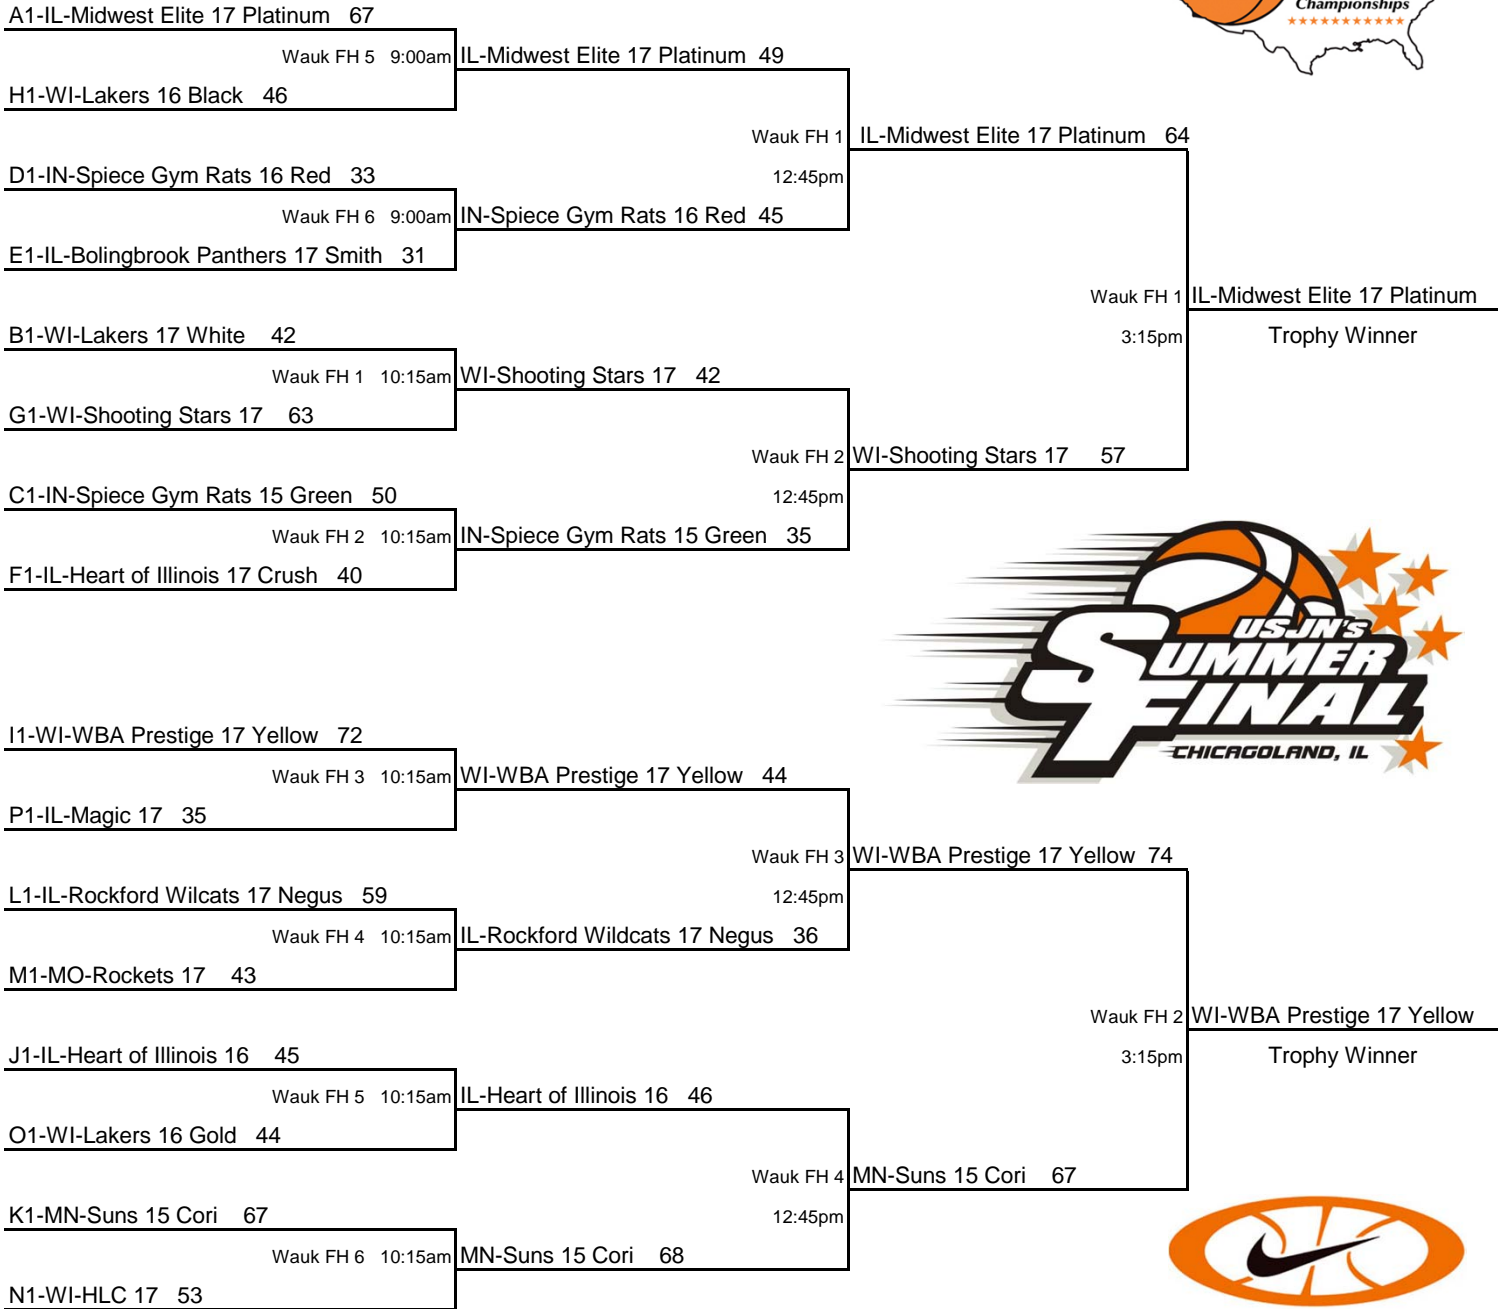 Championships
A1-IL-Midwest Elite 17 Platinum 67
Wauk FH 5 9:00am IL-Midwest Elite 17 Platinum 49
H1-WI-Lakers 16 Black 46
Wauk FH 1 IL-Midwest Elite 17 Platinum 64
D1-IN-Spiece Gym Rats 16 Red 33
12:45pm
Wauk FH 6 9:00am IN-Spiece Gym Rats 16 Red 45
E1-IL-Bolingbrook Panthers 17 Smith 31
Wauk FH 1 IL-Midwest Elite 17 Platinum
B1-WI-Lakers 17 White 42
3:15pm
Trophy Winner
Wauk FH 1 10:15am WI-Shooting Stars 17 42
G1-WI-Shooting Stars 17 63
Wauk FH 2 WI-Shooting Stars 17 57
C1-IN-Spiece Gym Rats 15 Green 50
12:45pm
Wauk FH 2 10:15am IN-Spiece Gym Rats 15 Green 35
F1-IL-Heart of Illinois 17 Crush 40
USJN'S
SUMMER
FINAL
CHICAGOLAND, IL
I1-WI-WBA Prestige 17 Yellow 72
Wauk FH 3 10:15am WI-WBA Prestige 17 Yellow 44
P1-IL-Magic 17 35
Wauk FH 3 WI-WBA Prestige 17 Yellow 74
L1-IL-Rockford Wilcats 17 Negus 59
12:45pm
Wauk FH 4 10:15am IL-Rockford Wildcats 17 Negus 36
M1-MO-Rockets 17 43
Wauk FH 2 WI-WBA Prestige 17 Yellow
J1-IL-Heart of Illinois 16 45
3:15pm
Trophy Winner
Wauk FH 5 10:15am IL-Heart of Illinois 16 46
O1-WI-Lakers 16 Gold 44
Wauk FH 4 MN-Suns 15 Cori 67
K1-MN-Suns 15 Cori 67
12:45pm
Wauk FH 6 10:15am MN-Suns 15 Cori 68
N1-WI-HLC 17 53